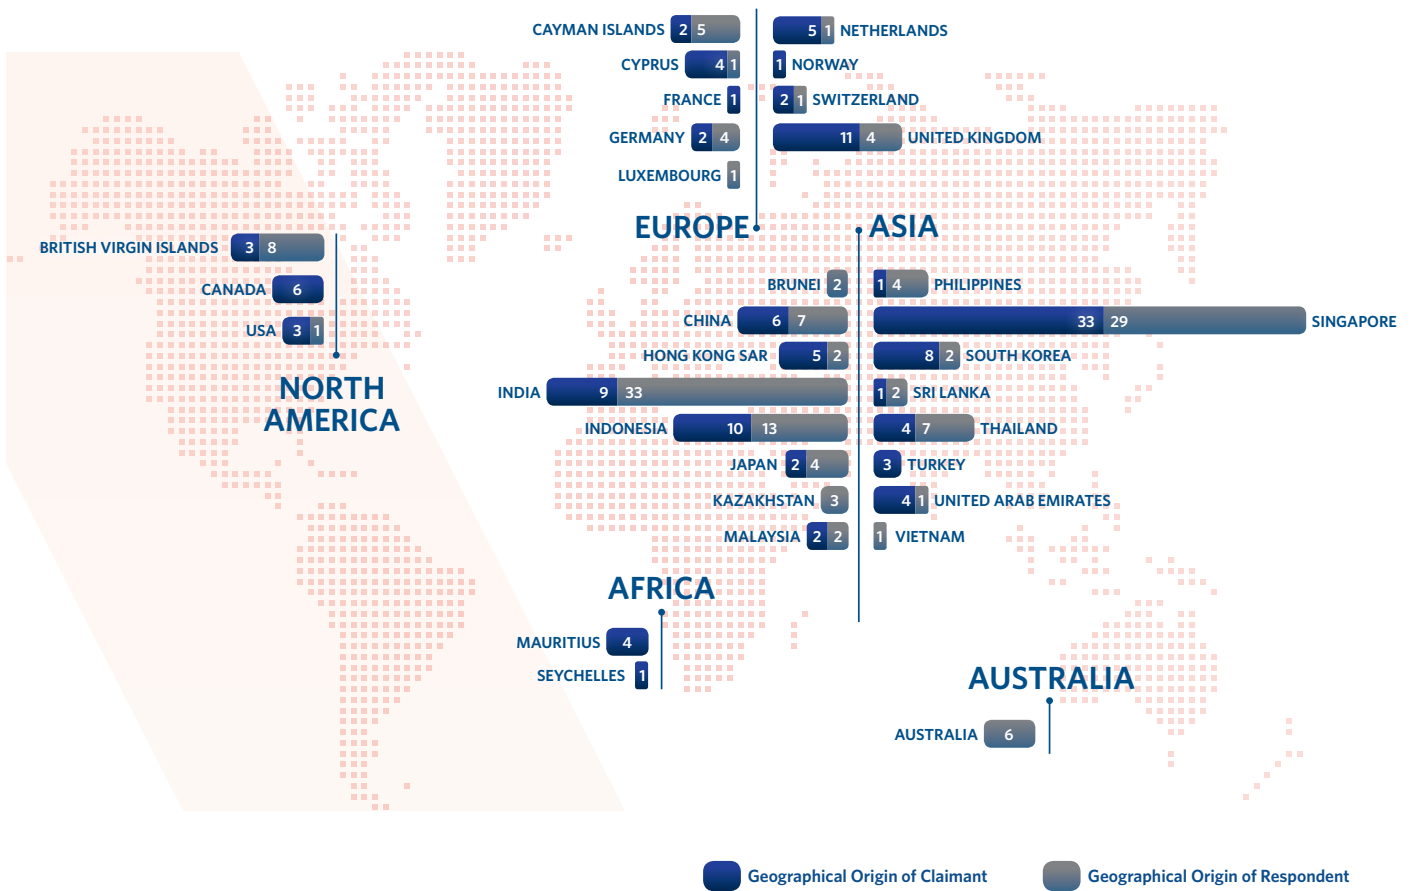 CAYMAN ISLANDS 2 5
CYPRUS 4 1
FRANCE 1
GERMANY 2 4
LUXEMBOURG 1
5 1 NETHERLANDS
1 NORWAY
2 1 SWITZERLAND
11 4 UNITED KINGDOM
EUROPE
BRITISH VIRGIN ISLANDS 3 8
CANADA 6
USA 3 1
NORTH
AMERICA
ASIA
BRUNEI 2
CHINA 6 7
HONG KONG SAR 5 2
INDIA 9 33
INDONESIA 10 13
JAPAN 2 4
KAZAKHSTAN 3
MALAYSIA 2 2
1 4 PHILIPPINES
33 29 SINGAPORE
8 2 SOUTH KOREA
1 2 SRI LANKA
4 7 THAILAND
3 TURKEY
4 1 UNITED ARAB EMIRATES
1 VIETNAM
AFRICA
MAURITIUS 4
SEYCHELLES 1
AUSTRALIA
AUSTRALIA 6
Geographical Origin of Claimant
Geographical Origin of Respondent